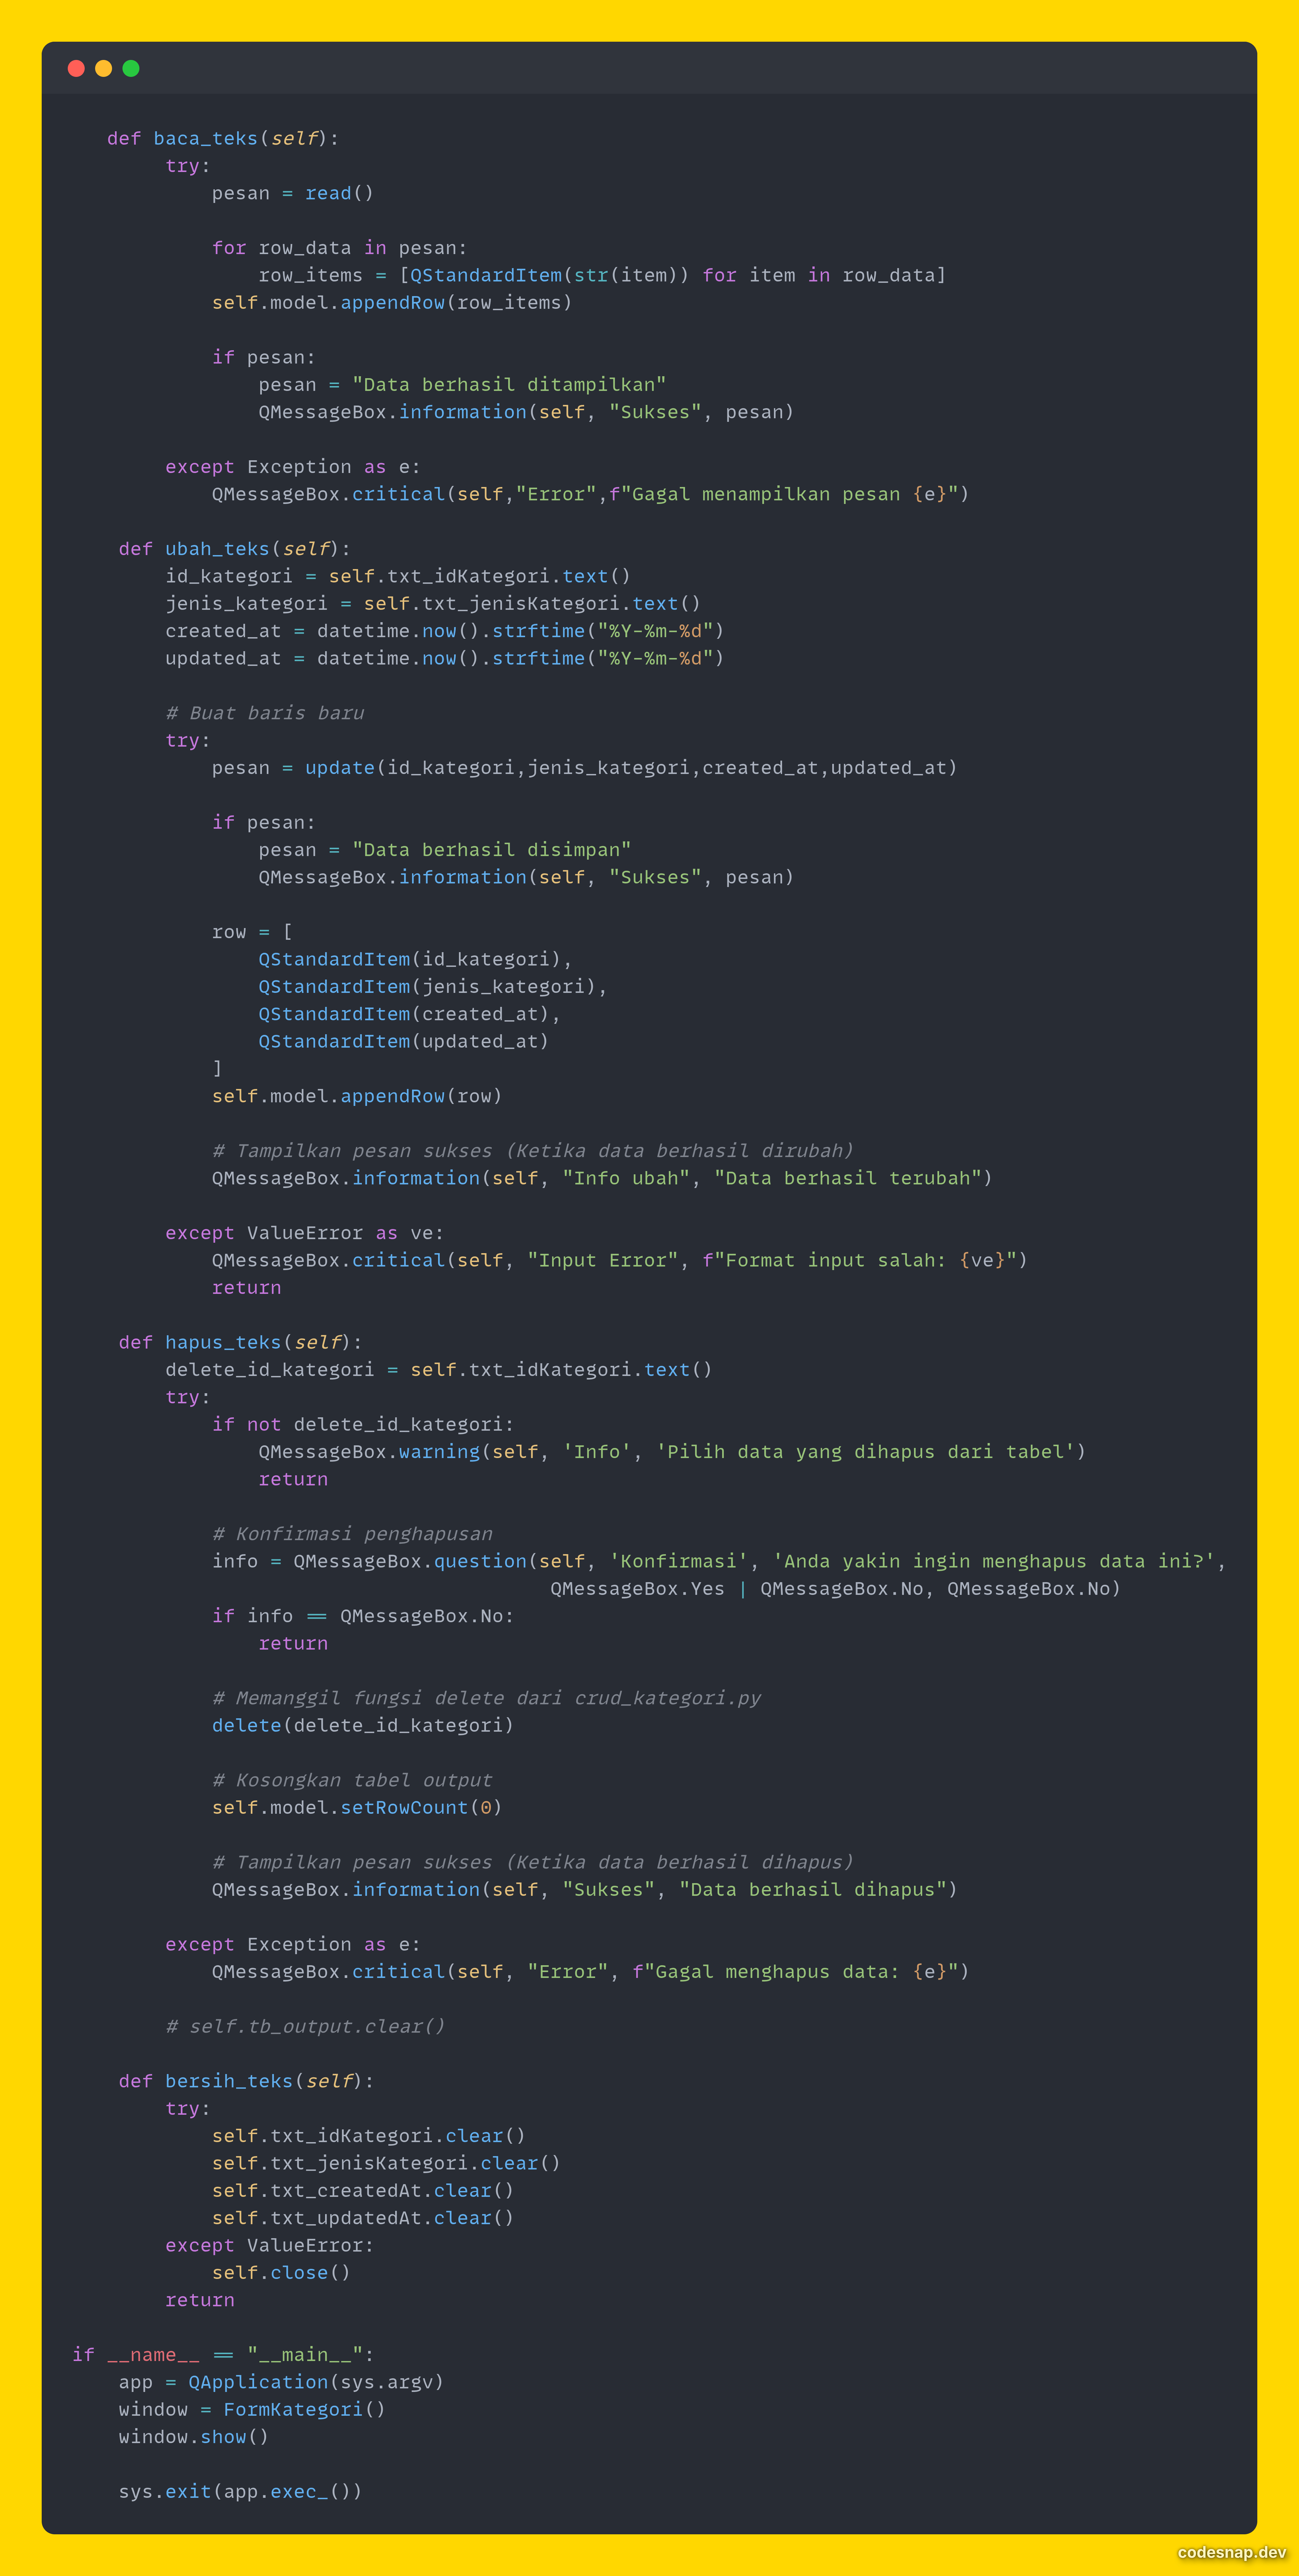 def baca_teks(self):
        try:
            pesan = read()

            for row_data in pesan:
                row_items = [QStandardItem(str(item)) for item in row_data]
            self.model.appendRow(row_items)

            if pesan:
                pesan = "Data berhasil ditampilkan"
                QMessageBox.information(self, "Sukses", pesan)

        except Exception as e:
            QMessageBox.critical(self,"Error",f"Gagal menampilkan pesan {e}")

    def ubah_teks(self):
        id_kategori = self.txt_idKategori.text()
        jenis_kategori = self.txt_jenisKategori.text()
        created_at = datetime.now().strftime("%Y-%m-%d")
        updated_at = datetime.now().strftime("%Y-%m-%d")

        # Buat baris baru
        try:
            pesan = update(id_kategori,jenis_kategori,created_at,updated_at)

            if pesan:
                pesan = "Data berhasil disimpan"
                QMessageBox.information(self, "Sukses", pesan)

            row = [
                QStandardItem(id_kategori),
                QStandardItem(jenis_kategori),
                QStandardItem(created_at),
                QStandardItem(updated_at)
            ]
            self.model.appendRow(row)

            # Tampilkan pesan sukses (Ketika data berhasil dirubah)
            QMessageBox.information(self, "Info ubah", "Data berhasil terubah")

        except ValueError as ve:
            QMessageBox.critical(self, "Input Error", f"Format input salah: {ve}")
            return

    def hapus_teks(self):
        delete_id_kategori = self.txt_idKategori.text()
        try:
            if not delete_id_kategori:
                QMessageBox.warning(self, 'Info', 'Pilih data yang dihapus dari tabel')
                return

            # Konfirmasi penghapusan
            info = QMessageBox.question(self, 'Konfirmasi', 'Anda yakin ingin menghapus data ini?',
                                         QMessageBox.Yes | QMessageBox.No, QMessageBox.No)
            if info == QMessageBox.No:
                return

            # Memanggil fungsi delete dari crud_kategori.py
            delete(delete_id_kategori)

            # Kosongkan tabel output
            self.model.setRowCount(0)

            # Tampilkan pesan sukses (Ketika data berhasil dihapus)
            QMessageBox.information(self, "Sukses", "Data berhasil dihapus")

        except Exception as e:
            QMessageBox.critical(self, "Error", f"Gagal menghapus data: {e}")

        # self.tb_output.clear()

    def bersih_teks(self):
        try:
            self.txt_idKategori.clear()
            self.txt_jenisKategori.clear()
            self.txt_createdAt.clear()
            self.txt_updatedAt.clear()
        except ValueError:
            self.close()
        return

if __name__ == "__main__":
    app = QApplication(sys.argv)
    window = FormKategori()
    window.show()

    sys.exit(app.exec_())
codesnap.dev